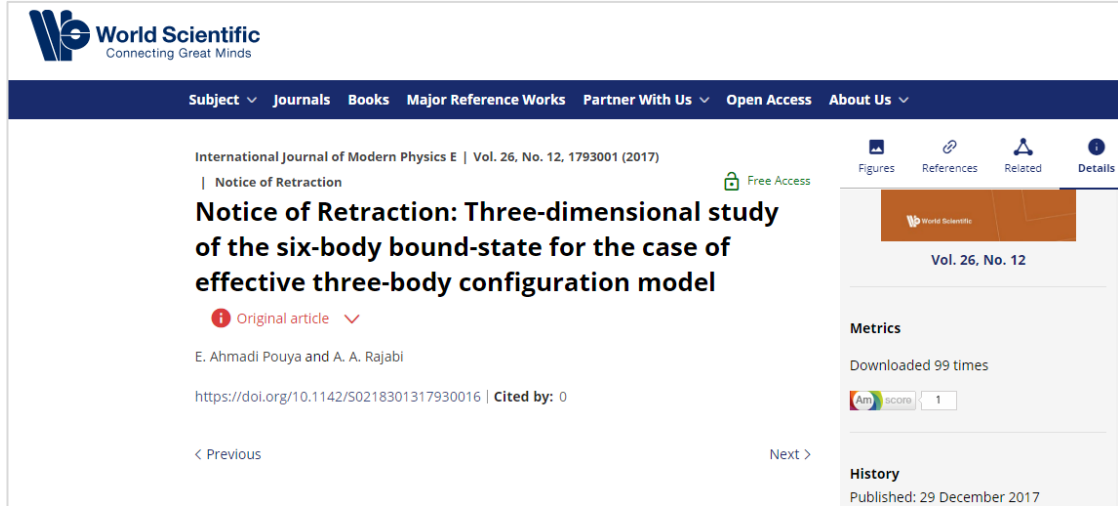 World Scientific
Connecting Great Minds
Subject Journals Books Major Reference Works Partner With Us Open Access About Us
International Journal of Modern Physics E | Vol. 26, No. 12, 1793001 (2017)
| Notice of Retraction
Free Access
Notice of Retraction: Three-dimensional study
of the six-body bound-state for the case of
effective three-body configuration model
Original article
E. Ahmadi Pouya and A. A. Rajabi
https://doi.org/10.1142/S0218301317930016 | Cited by: 0
< Previous
Next >
Figures References Related Details
World Scientific
Vol. 26, No. 12
Metrics
Downloaded 99 times
Am score 1
History
Published: 29 December 2017